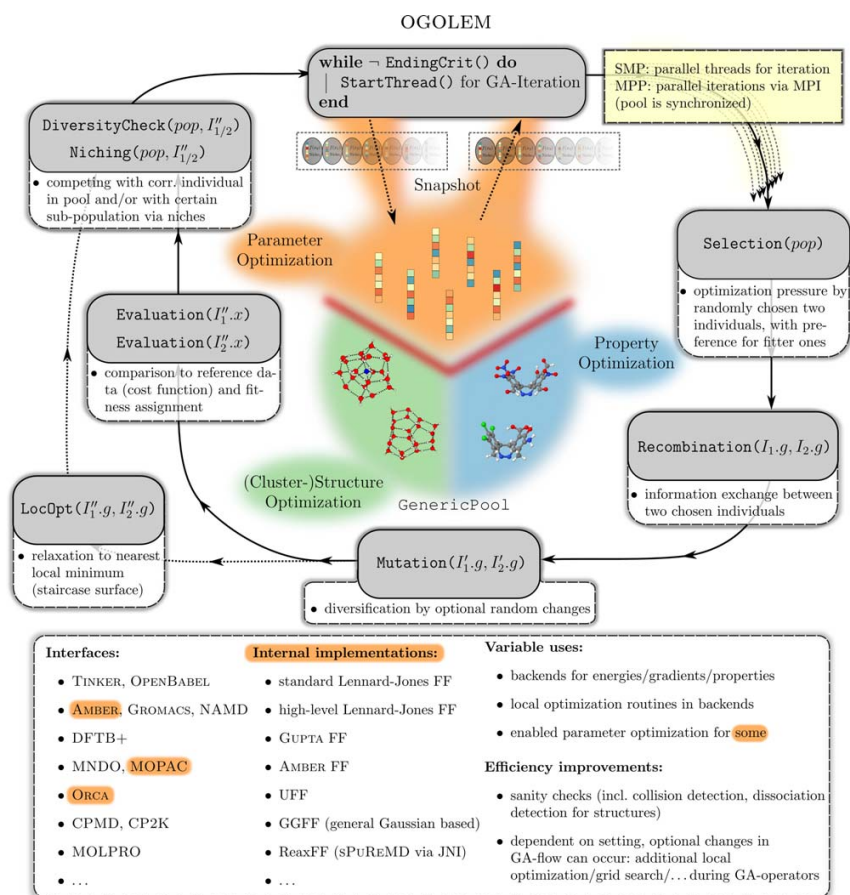 OGOLEM
while ¬ EndingCrit() do
StartThread() for GA-Iteration
end
SMP: parallel threads for iteration
MPP: parallel iterations via MPI
(pool is synchronized)
DiversityCheck(pop, I''1/2)
Niching(pop, I''1/2)
• competing with corr. individual
in pool and/or with certain
sub-population via niches
Snapshot
Parameter
Optimization
Selection(pop)
• optimization pressure by
randomly chosen two
individuals, with pre-
ference for fitter ones
Evaluation(I''1.x)
Evaluation(I''2.x)
• comparison to reference da-
ta (cost function) and fit-
ness assignment
Property
Optimization
Recombination(I1.g, I2.g)
• information exchange between
two chosen individuals
(Cluster-)Structure
Optimization
GenericPool
LocOpt(I''1.g, I''2.g)
• relaxation to nearest
local minimum
(staircase surface)
Mutation(I'1.g, I'2.g)
• diversification by optional random changes
Interfaces:
• TINKER, OPENBABEL
• AMBER, GROMACS, NAMD
• DFTB+
• MNDO, MOPAC
• ORCA
• CPMD, CP2K
• MOLPRO
• ...
Internal implementations:
• standard Lennard-Jones FF
• high-level Lennard-Jones FF
• GUPTA FF
• AMBER FF
• UFF
• GGFF (general Gaussian based)
• ReaxFF (sPuReMD via JNI)
• ...
Variable uses:
• backends for energies/gradients/properties
• local optimization routines in backends
• enabled parameter optimization for some
Efficiency improvements:
• sanity checks (incl. collision detection, dissociation
detection for structures)
• dependent on setting, optional changes in
GA-flow can occur: additional local
optimization/grid search/... during GA-operators